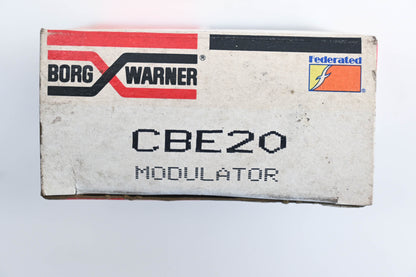 BORG WARNER®
Federated®
CBE20
MODULATOR